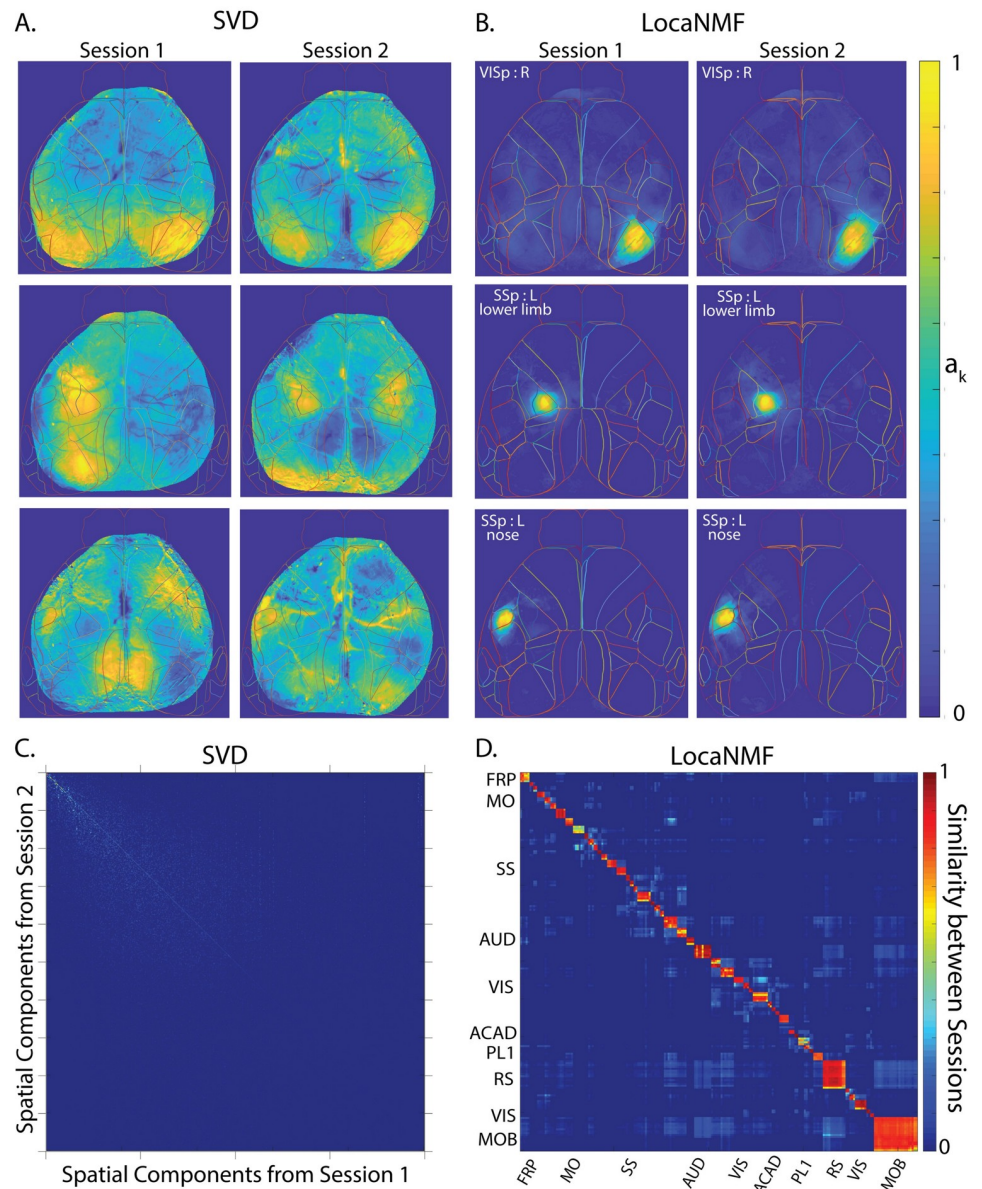 A.
SVD
Session 1
Session 2
B.
LocaNMF
Session 1
Session 2
VISp : R
VISp : R
SSp : L
lower limb
SSp : L
lower limb
SSp : L
nose
SSp : L
nose
1
ak
0
C.
SVD
Spatial Components from Session 2
Spatial Components from Session 1
D.
LocaNMF
FRP
MO
SS
AUD
VIS
ACAD
PL1
RS
VIS
MOB
FRP
MO
SS
AUD
VIS
ACAD
PL1
RS
VIS
MOB
1
Similarity between Sessions
0